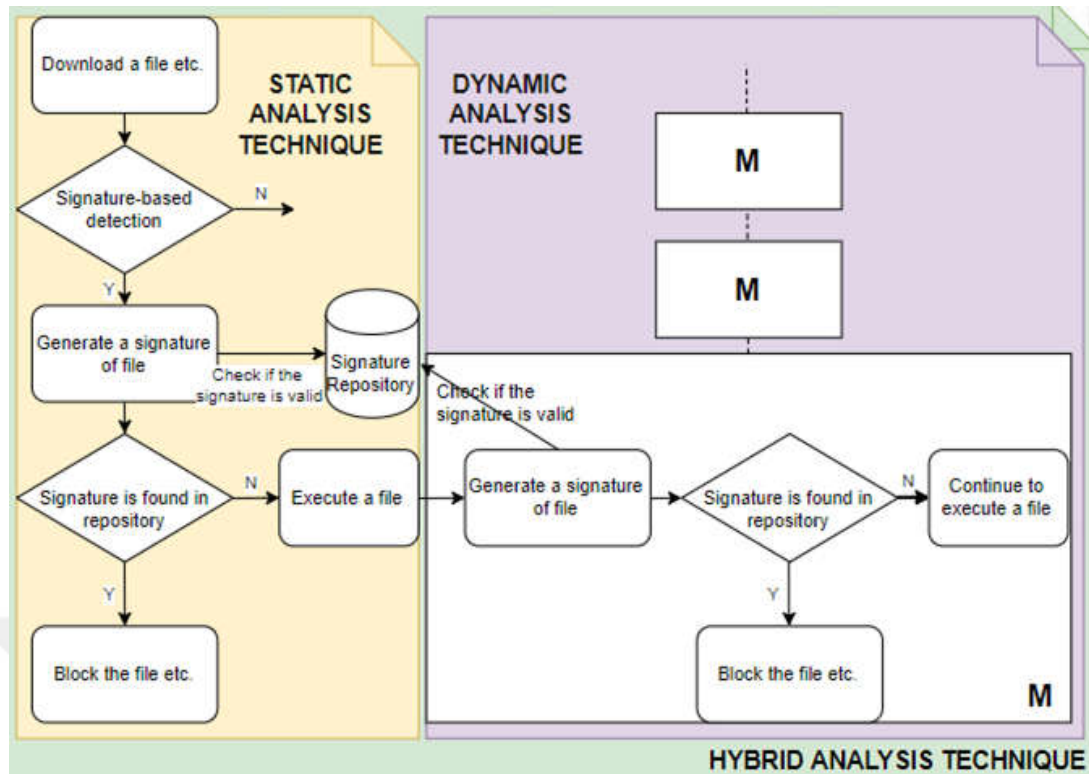 Download a file etc.
STATIC
ANALYSIS
TECHNIQUE
Signature-based
detection
N
Y
Generate a signature
of file
Check if the
signature is valid
Signature
Repository
Signature is found in
repository
N
Execute a file
Y
Block the file etc.
DYNAMIC
ANALYSIS
TECHNIQUE
M
M
Check if the
signature is valid
Generate a signature
of file
Signature is found in
repository
N
Continue to
execute a file
Y
Block the file etc.
M
HYBRID ANALYSIS TECHNIQUE